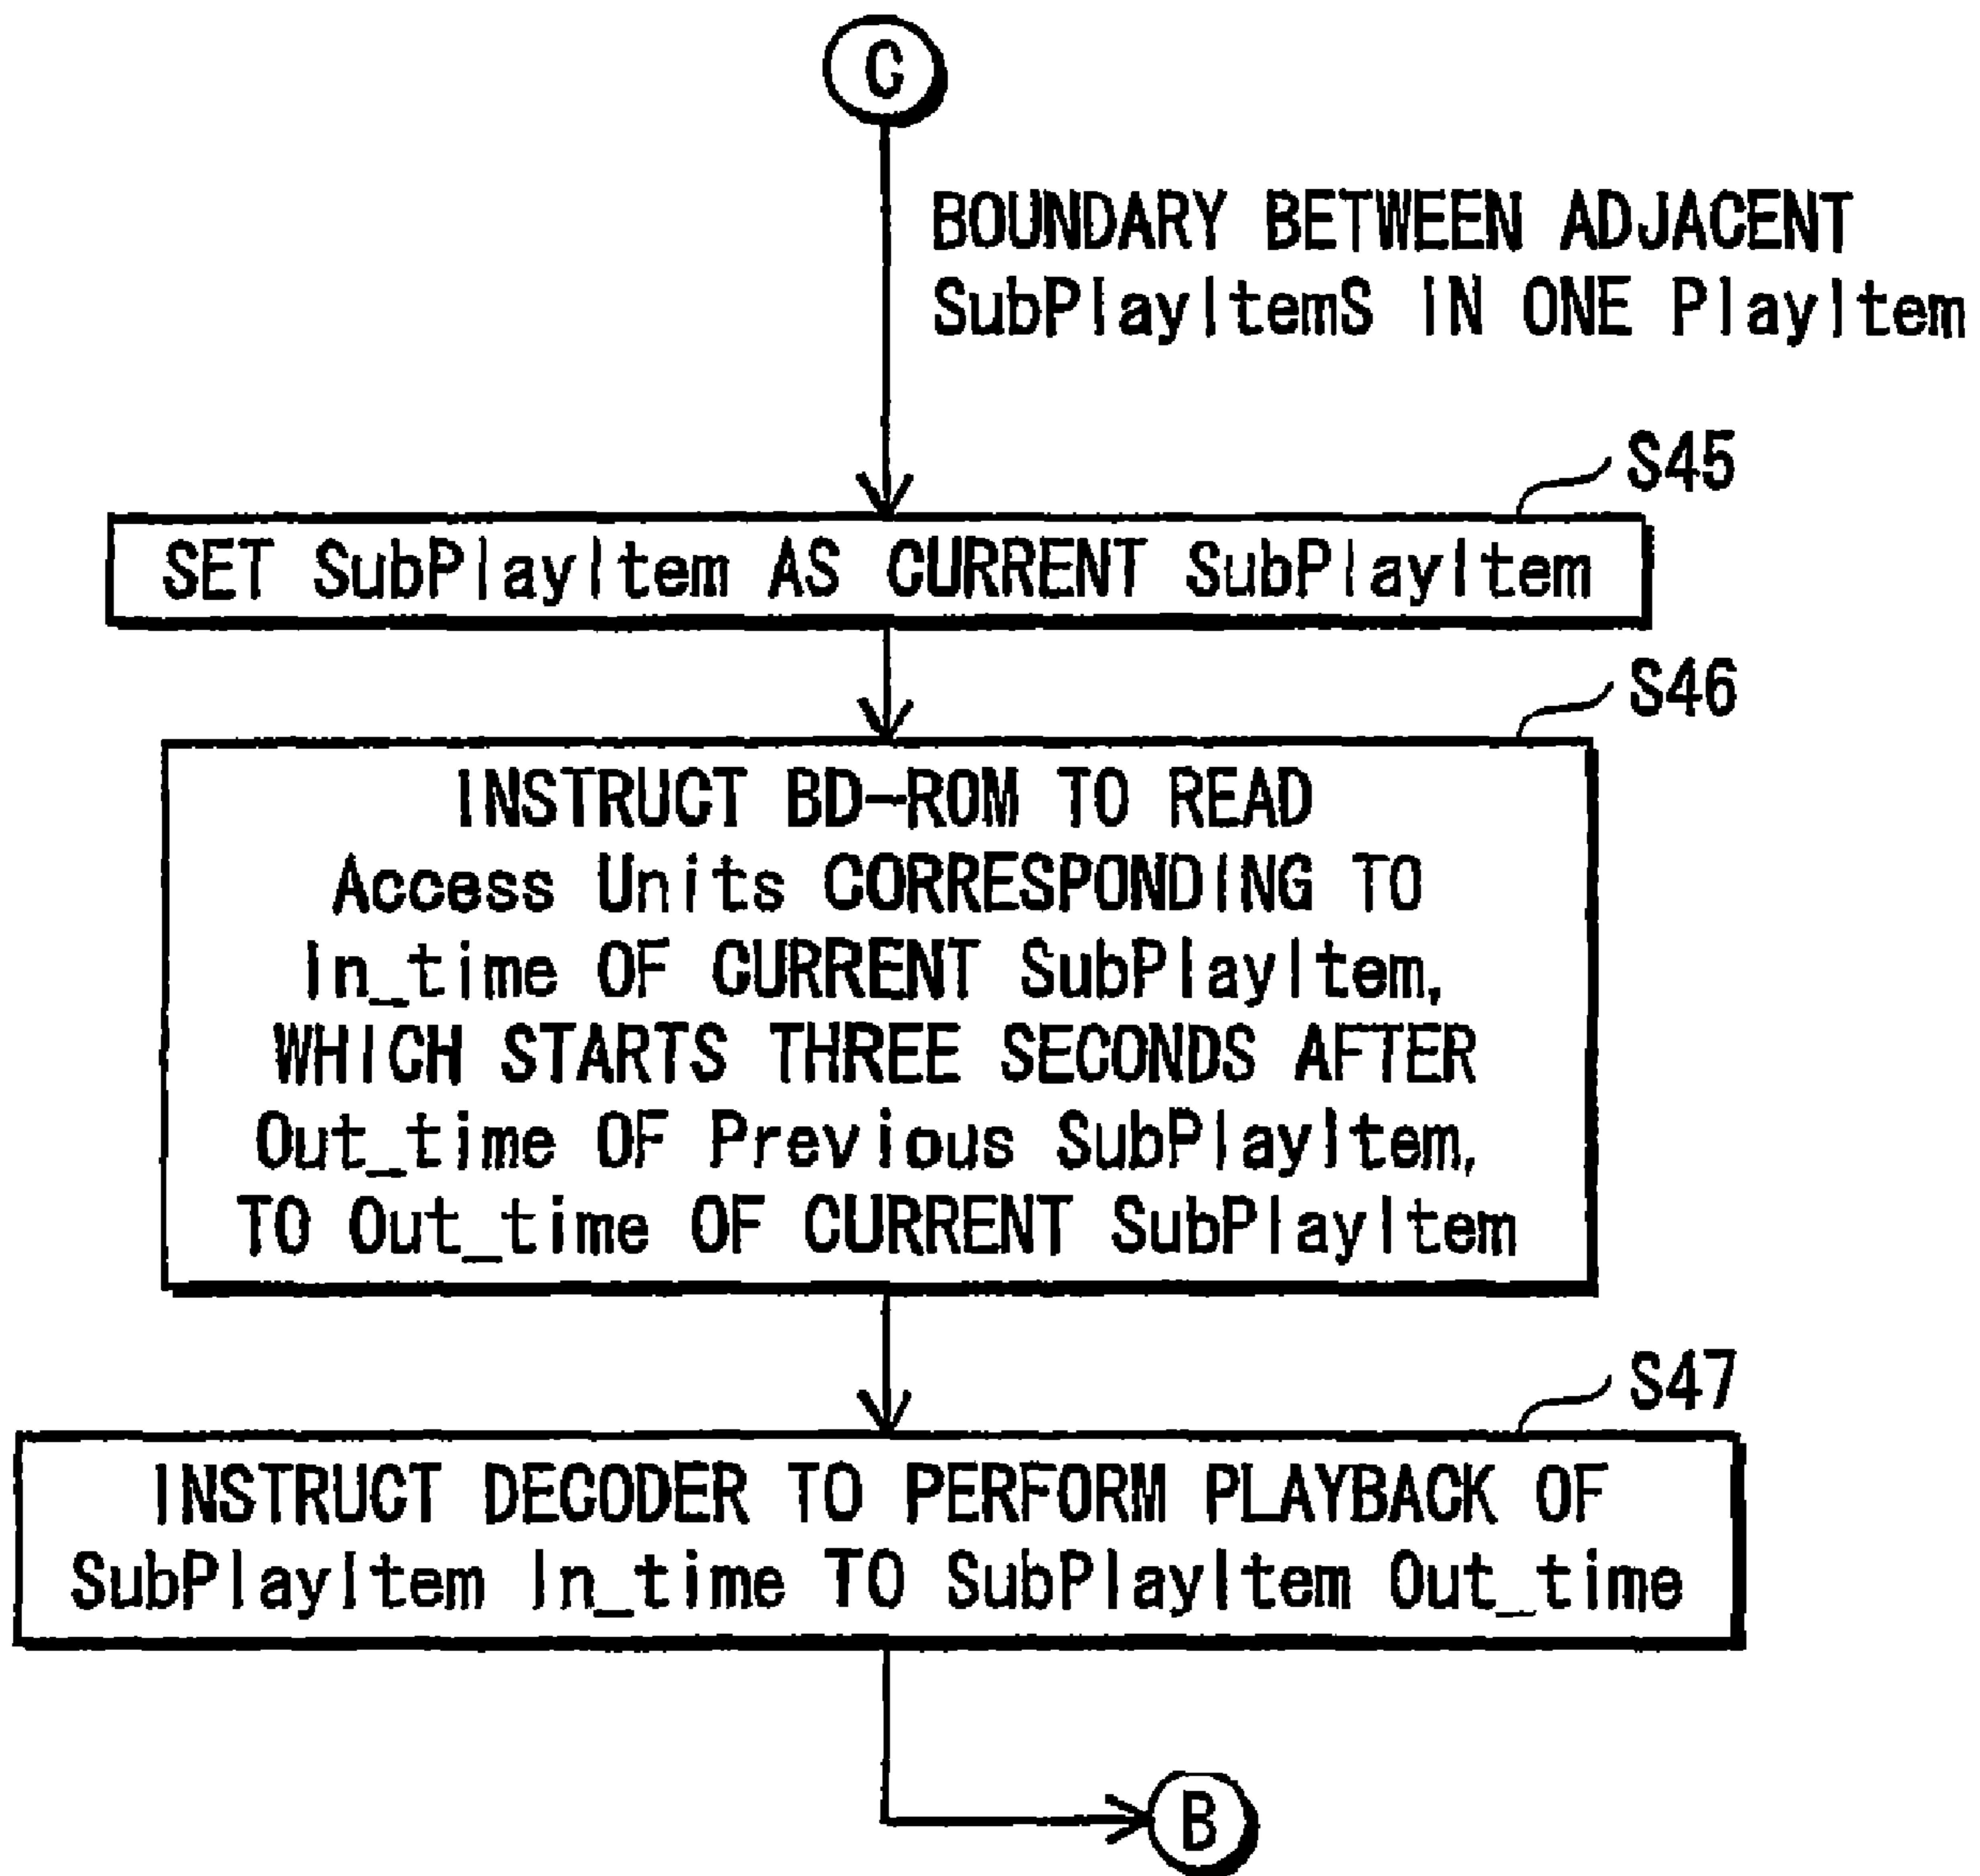 C
BOUNDARY BETWEEN ADJACENT
SubPlayItemS IN ONE PlayItem
S45
SET SubPlayItem AS CURRENT SubPlayItem
S46
INSTRUCT BD-ROM TO READ
Access Units CORRESPONDING TO
In_time OF CURRENT SubPlayItem,
WHICH STARTS THREE SECONDS AFTER
Out_time OF Previous SubPlayItem,
TO Out_time OF CURRENT SubPlayItem
S47
INSTRUCT DECODER TO PERFORM PLAYBACK OF
SubPlayItem In_time TO SubPlayItem Out_time
B